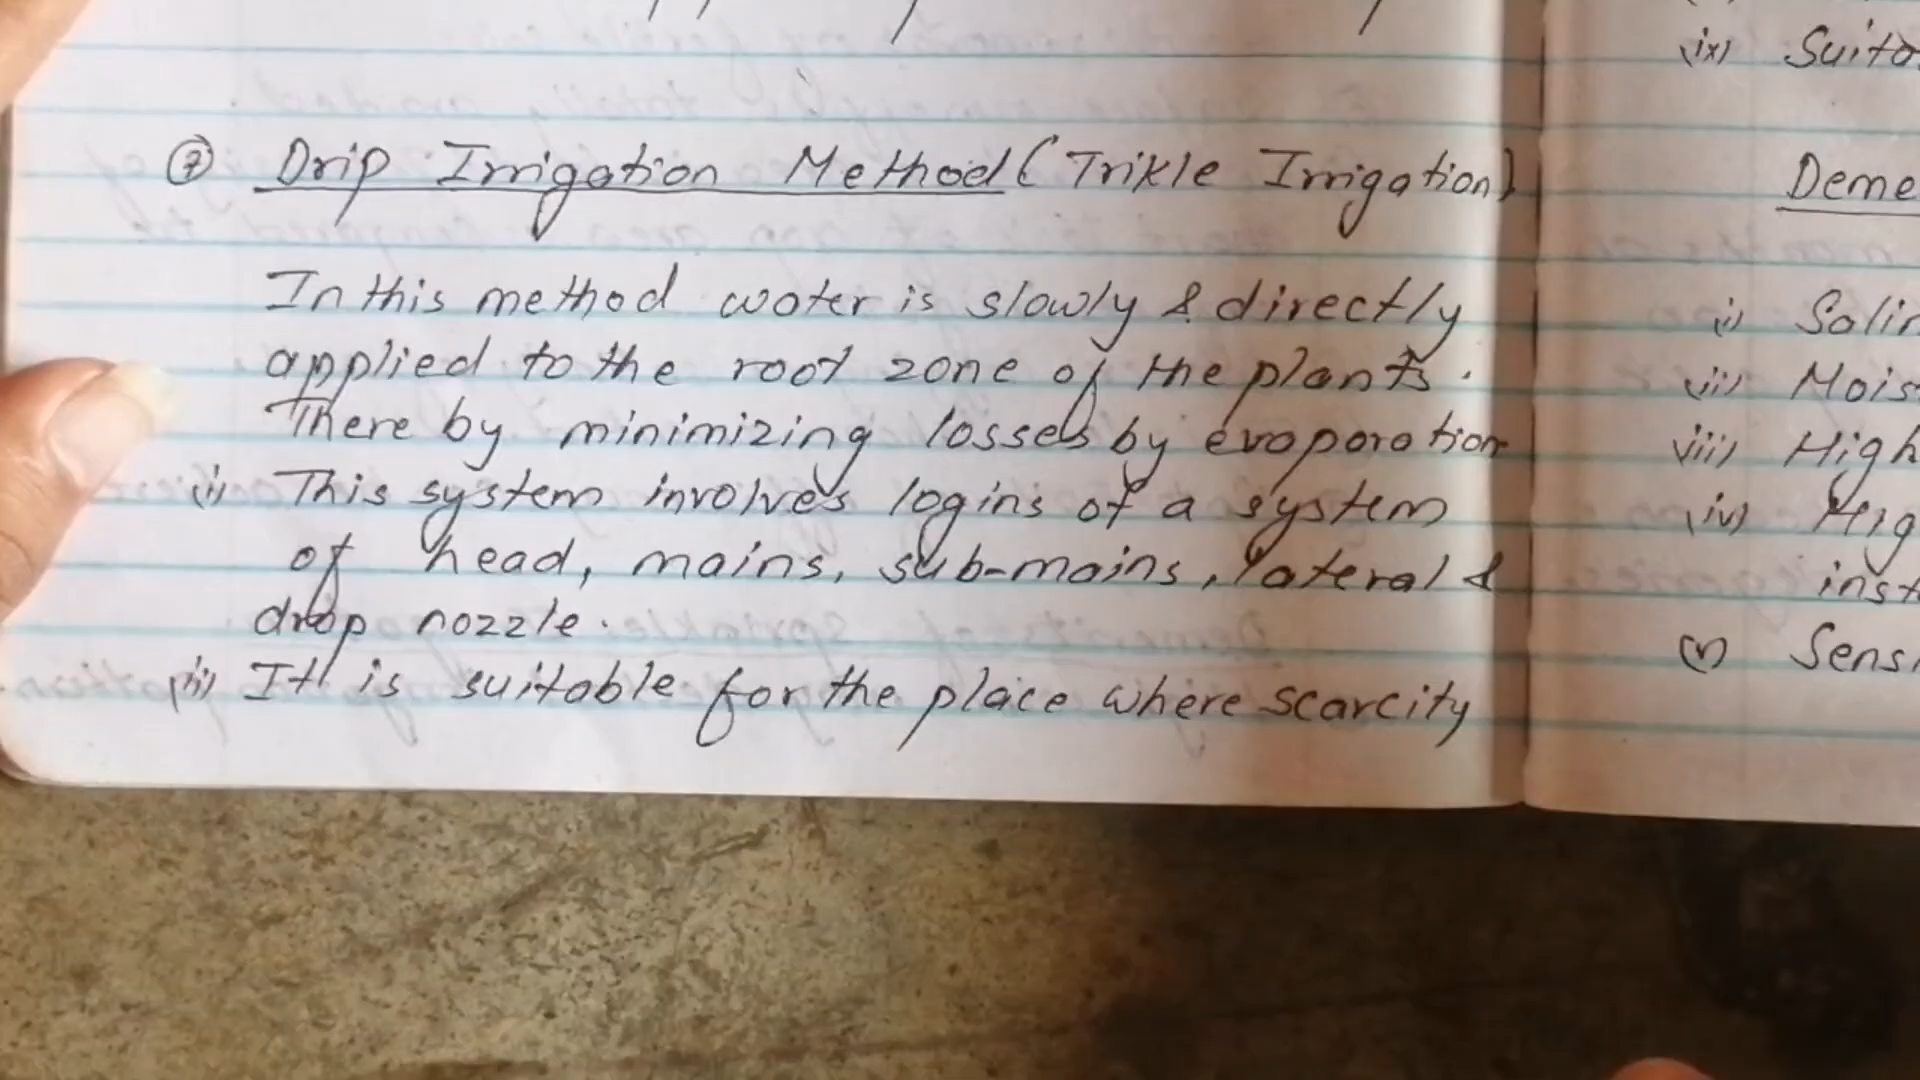 ⑦ Drip Irrigation Method (Trikle Irrigation)
In this method water is slowly & directly
applied to the root zone of the plants.
There by minimizing losses by evaporation
(i) This system involves logins of a system
of head, mains, sub-mains, lateral &
drop nozzle.
(ii) It is suitable for the place where scarcity
(ix) Suita
Deme
(i) Salin
(ii) Mois
(iii) High
(iv) Hig
inst
(v) Sens